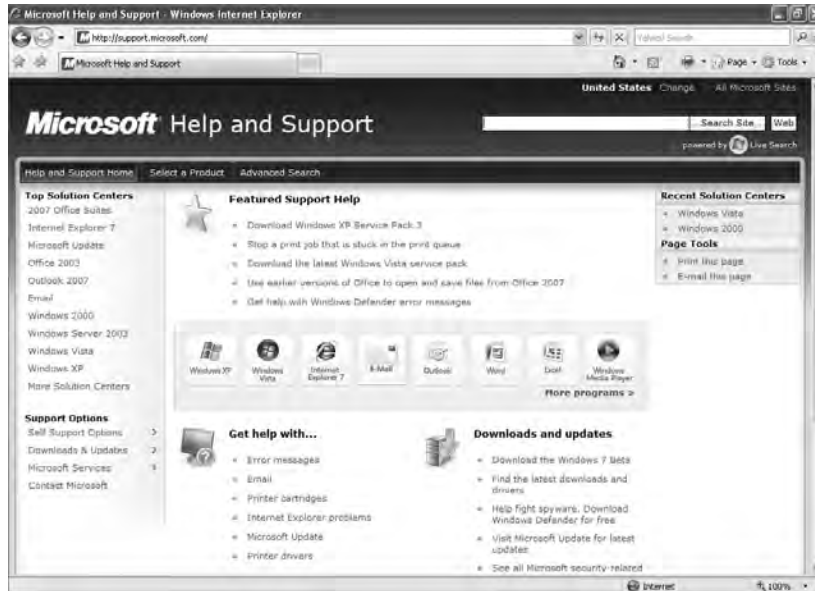 Microsoft Help and Support - Windows Internet Explorer
http://support.microsoft.com/
Yahoo! Search
Microsoft Help and Support
Page
Tools
United States Change All Microsoft Sites
Microsoft Help and Support
Search Site Web
powered by Live Search
Help and Support Home Select a Product Advanced Search
Top Solution Centers
2007 Office Suites
Internet Explorer 7
Microsoft Update
Office 2003
Outlook 2007
Email
Windows 2000
Windows Server 2003
Windows Vista
Windows XP
More Solution Centers
Support Options
Self Support Options
Downloads & Updates
Microsoft Services
Contact Microsoft
Featured Support Help
Download Windows XP Service Pack 3
Stop a print job that is stuck in the print queue
Download the latest Windows Vista service pack
Use earlier versions of Office to open and save files from Office 2007
Get help with Windows Defender error messages
Windows XP
Windows Vista
Internet Explorer 7
E-Mail
Outlook
Word
Excel
Windows Media Player
More programs »
Get help with...
Error messages
Email
Printer cartridges
Internet Explorer problems
Microsoft Update
Printer drivers
Downloads and updates
Download the Windows 7 Beta
Find the latest downloads and
drivers
Help fight spyware. Download
Windows Defender for free
Visit Microsoft Update for latest
updates
See all Microsoft security-related
Recent Solution Centers
Windows Vista
Windows 2000
Page Tools
Print this page
E-mail this page
Internet
100%